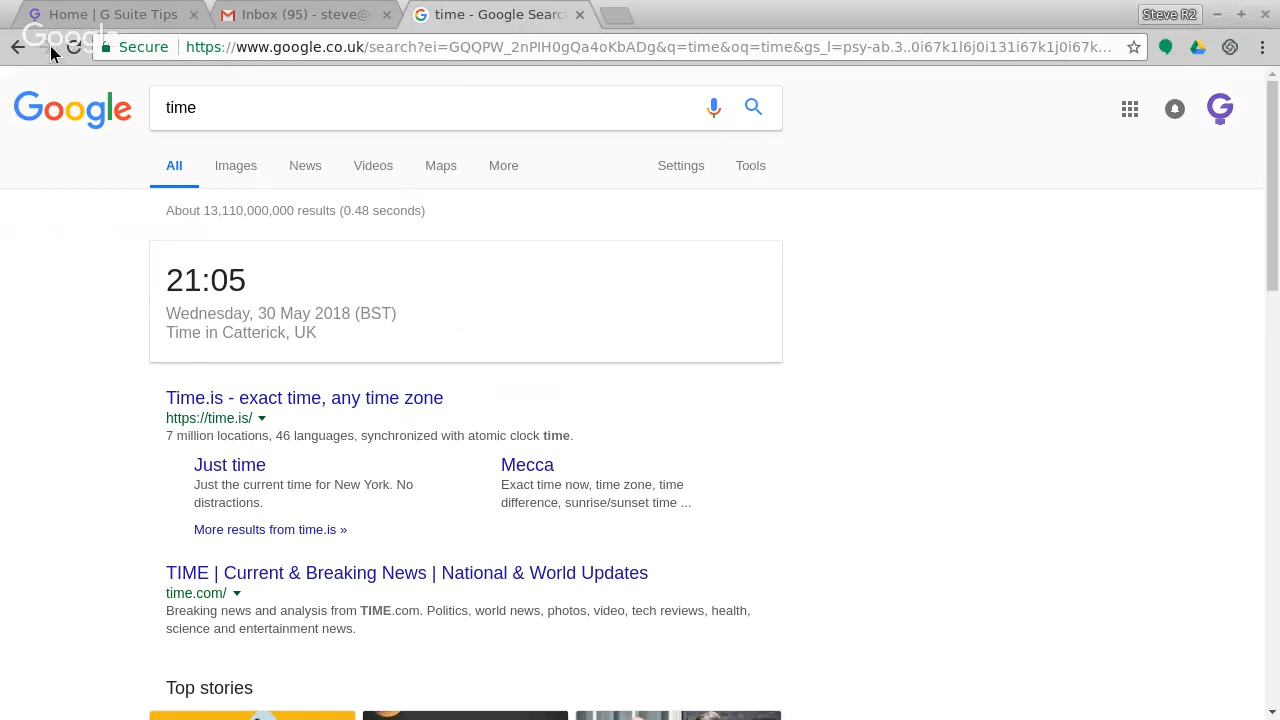 Home | G Suite Tips
Inbox (95) - steve@
time - Google Searc
Steve R2
Google
Secure
https://www.google.co.uk/search?ei=GQQPW_2nPIH0gQa4oKbADg&q=time&oq=time&gs_l=psy-ab.3..0i67k1l6j0i131i67k1j0i67k...
Google
time
All
Images
News
Videos
Maps
More
Settings
Tools
About 13,110,000,000 results (0.48 seconds)
21:05
Wednesday, 30 May 2018 (BST)
Time in Catterick, UK
Time.is - exact time, any time zone
https://time.is/
7 million locations, 46 languages, synchronized with atomic clock time.
Just time
Just the current time for New York. No
distractions.
Mecca
Exact time now, time zone, time
difference, sunrise/sunset time ...
More results from time.is »
TIME | Current & Breaking News | National & World Updates
time.com/
Breaking news and analysis from TIME.com. Politics, world news, photos, video, tech reviews, health,
science and entertainment news.
Top stories